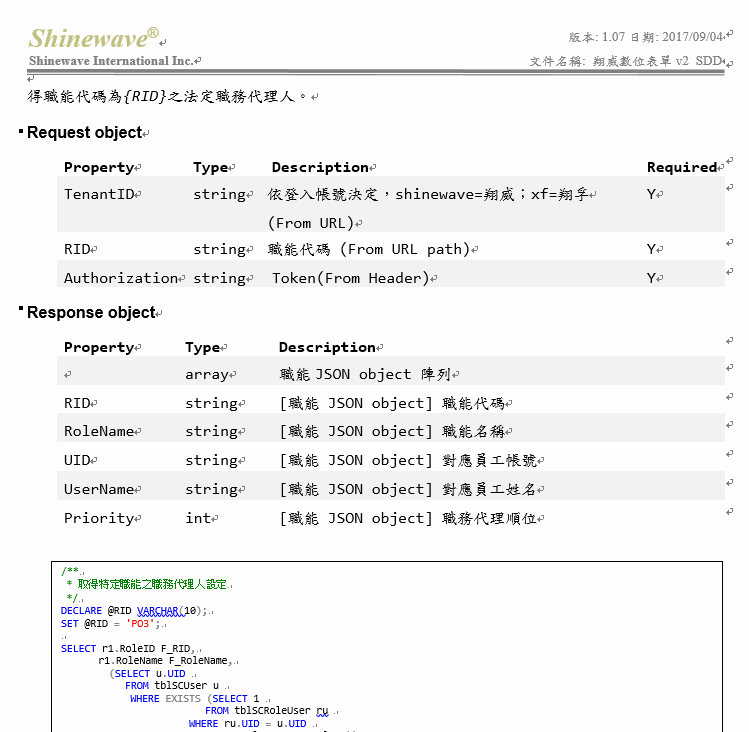 Shinewave®
版本: 1.07 日期: 2017/09/04
Shinewave International Inc.
文件名稱: 翔威數位表單 v2 SDD
得職能代碼為{RID}之法定職務代理人。
Request object
Property Type Description Required
TenantID string 依登入帳號決定，shinewave=翔威；xf=翔孚 Y
(From URL)
RID string 職能代碼 (From URL path) Y
Authorization string Token(From Header) Y
Response object
Property Type Description
array 職能 JSON object 陣列
RID string [職能 JSON object] 職能代碼
RoleName string [職能 JSON object] 職能名稱
UID string [職能 JSON object] 對應員工帳號
UserName string [職能 JSON object] 對應員工姓名
Priority int [職能 JSON object] 職務代理順位
/**
* 取得特定職能之職務代理人設定
*/
DECLARE @RID VARCHAR(10);
SET @RID = 'PO3';
SELECT r1.RoleID F_RID,
r1.RoleName F_RoleName,
(SELECT u.UID
FROM tblSCUser u
WHERE EXISTS (SELECT 1
FROM tblSCRoleUser ru
WHERE ru.UID = u.UID